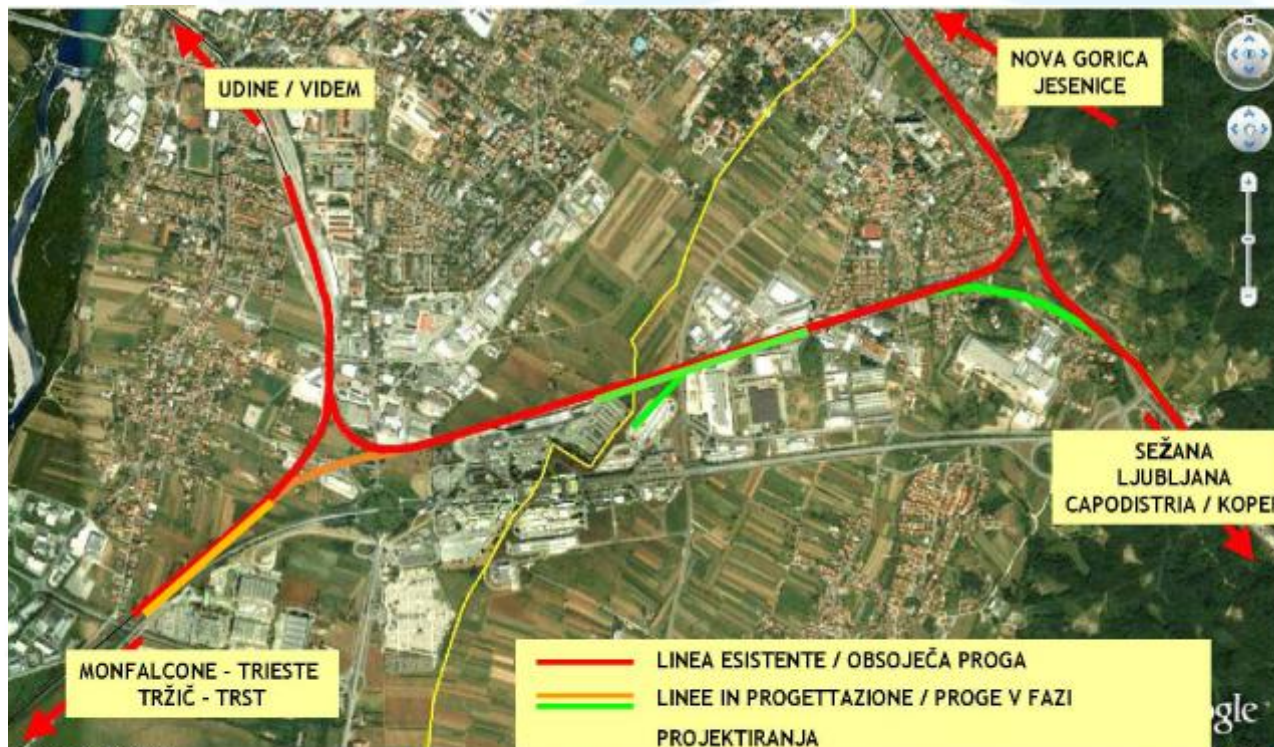 UDINE / VIDEM
NOVA GORICA
JESENICE
SEŽANA
LJUBLJANA
CAPODISTRIA / KOPER
MONFALCONE - TRIESTE
TRŽIČ - TRST
LINEA ESISTENTE / OBSOJEČA PROGA
LINEE IN PROGETTAZIONE / PROGE V FAZI
PROJEKTIRANJA